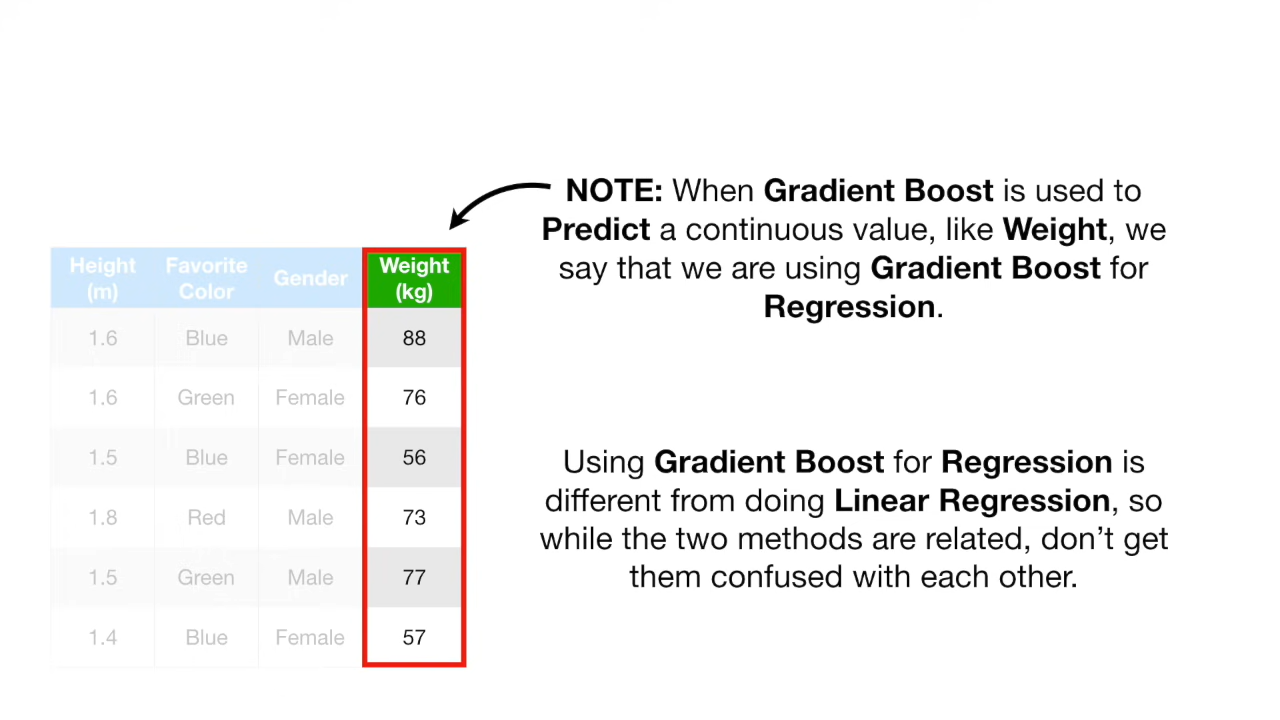 NOTE: When Gradient Boost is used to
Predict a continuous value, like Weight, we
say that we are using Gradient Boost for
Regression.
Height Favorite Gender Weight
(m) Color (kg)
1.6 Blue Male 88
1.6 Green Female 76
1.5 Blue Female 56
1.8 Red Male 73
1.5 Green Male 77
1.4 Blue Female 57
Using Gradient Boost for Regression is
different from doing Linear Regression, so
while the two methods are related, don’t get
them confused with each other.